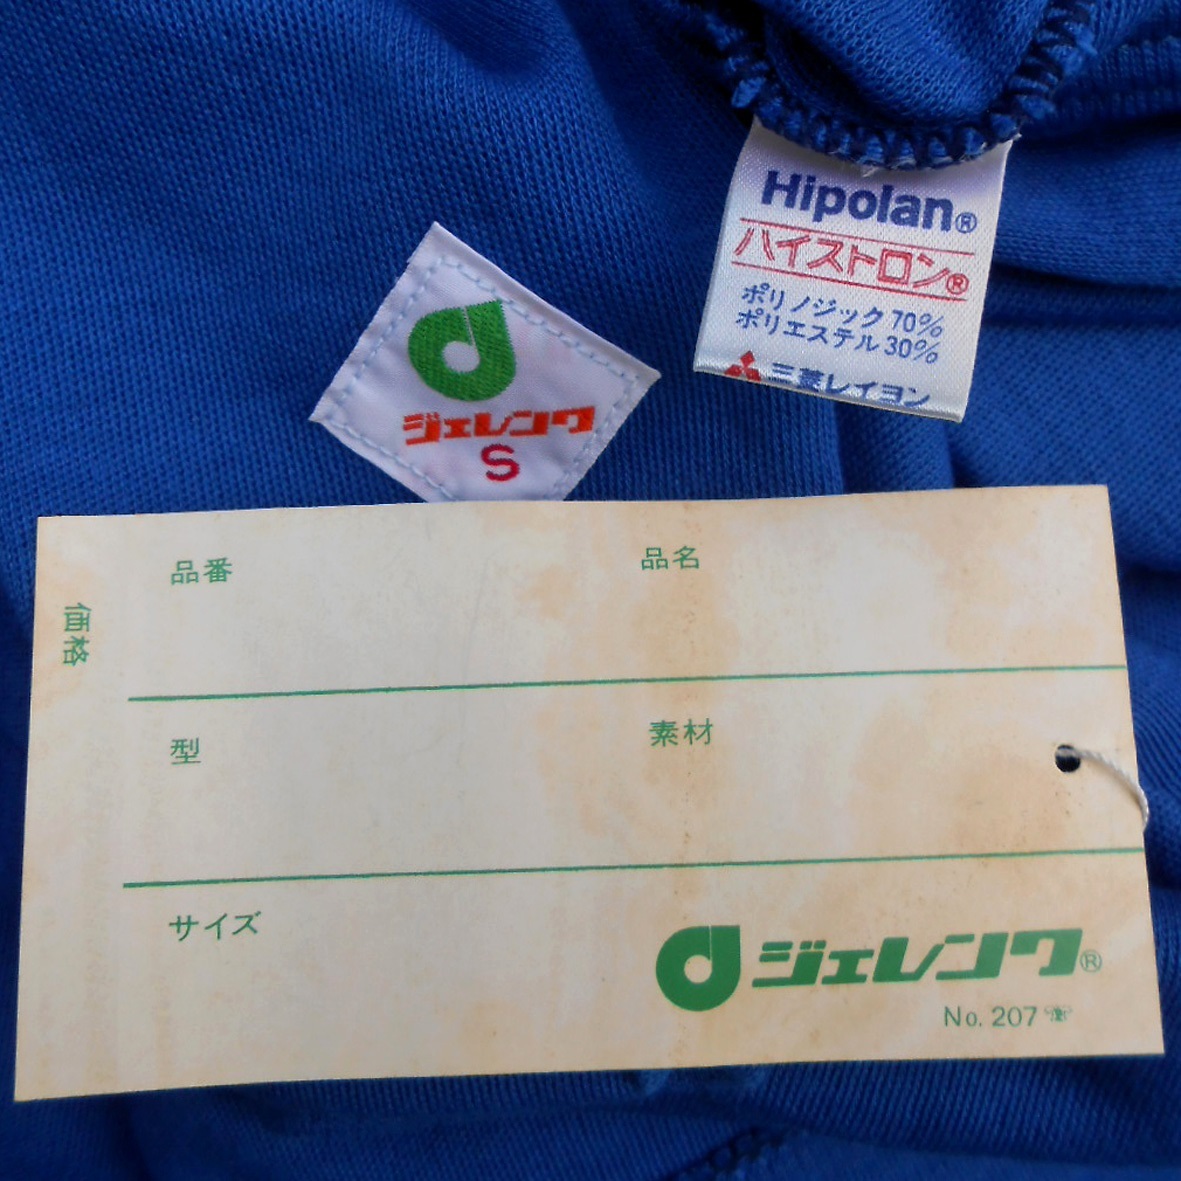 Hipolan®
ハイストロン®
ポリノジック 70%
ポリエステル 30%
三菱レイヨン
ジェレンク
S
品番
品名
価格
型
素材
サイズ
ジェレンク®
No. 207